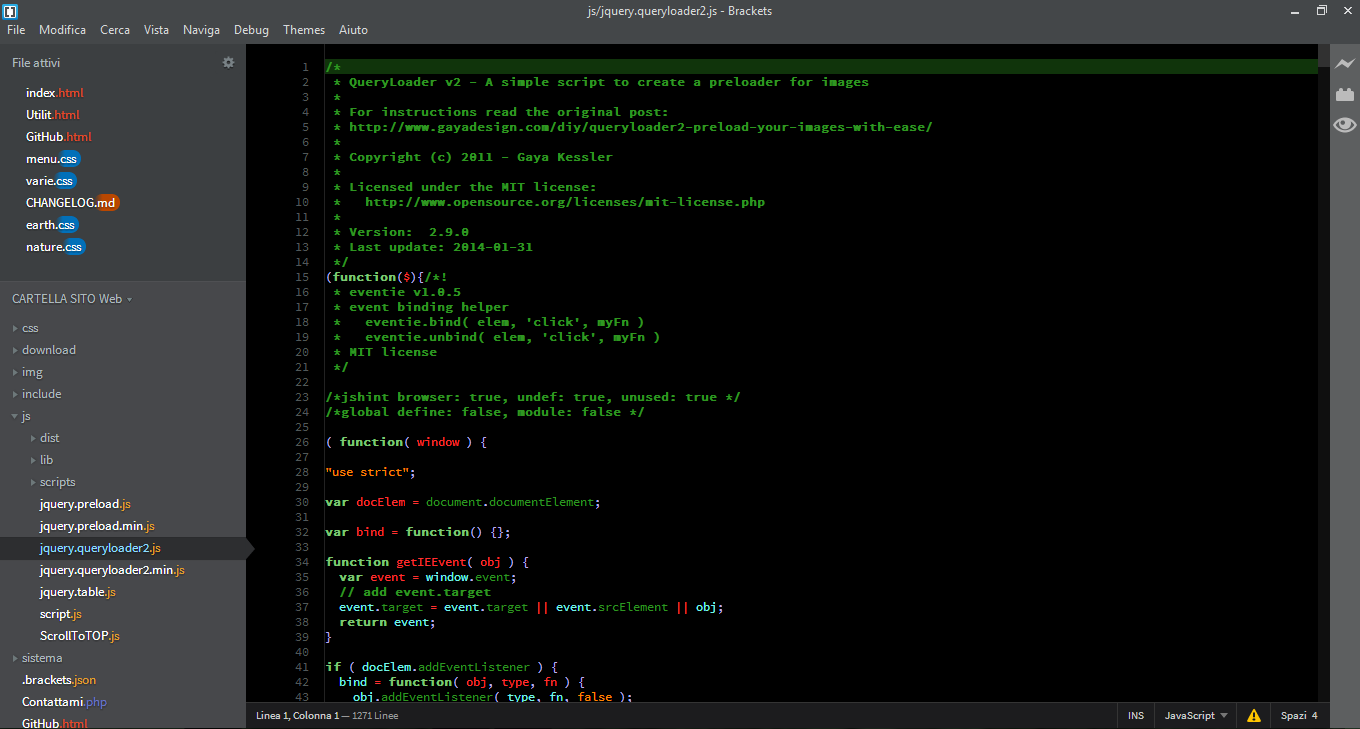 js/jquery.queryloader2.js - Brackets
File Modifica Cerca Vista Naviga Debug Themes Aiuto
File attivi
index.html
Utilit.html
GitHub.html
menu.css
varie.css
CHANGELOG.md
earth.css
nature.css
CARTELLA SITO Web
css
download
img
include
js
dist
lib
scripts
jquery.preload.js
jquery.preload.min.js
jquery.queryloader2.js
jquery.queryloader2.min.js
jquery.table.js
script.js
ScrollToTOP.js
sistema
.brackets.json
Contattami.php
GitHub.html
1 /*
2 * QueryLoader v2 - A simple script to create a preloader for images
3 *
4 * For instructions read the original post:
5 * http://www.gayadesign.com/diy/queryloader2-preload-your-images-with-ease/
6 *
7 * Copyright (c) 2011 - Gaya Kessler
8 *
9 * Licensed under the MIT license:
10 *   http://www.opensource.org/licenses/mit-license.php
11 *
12 * Version:  2.9.0
13 * Last update: 2014-01-31
14 */
15 (function($){/*!
16 * eventie v1.0.5
17 * event binding helper
18 *   eventie.bind( elem, 'click', myFn )
19 *   eventie.unbind( elem, 'click', myFn )
20 * MIT license
21 */
22
23 /*jshint browser: true, undef: true, unused: true */
24 /*global define: false, module: false */
25
26 ( function( window ) {
27
28 "use strict";
29
30 var docElem = document.documentElement;
31
32 var bind = function() {};
33
34 function getIEEvent( obj ) {
35   var event = window.event;
36   // add event.target
37   event.target = event.target || event.srcElement || obj;
38   return event;
39 }
40
41 if ( docElem.addEventListener ) {
42   bind = function( obj, type, fn ) {
43     obj.addEventListener( type, fn, false );
Linea 1, Colonna 1 — 1271 Linee
INS JavaScript Spazi 4